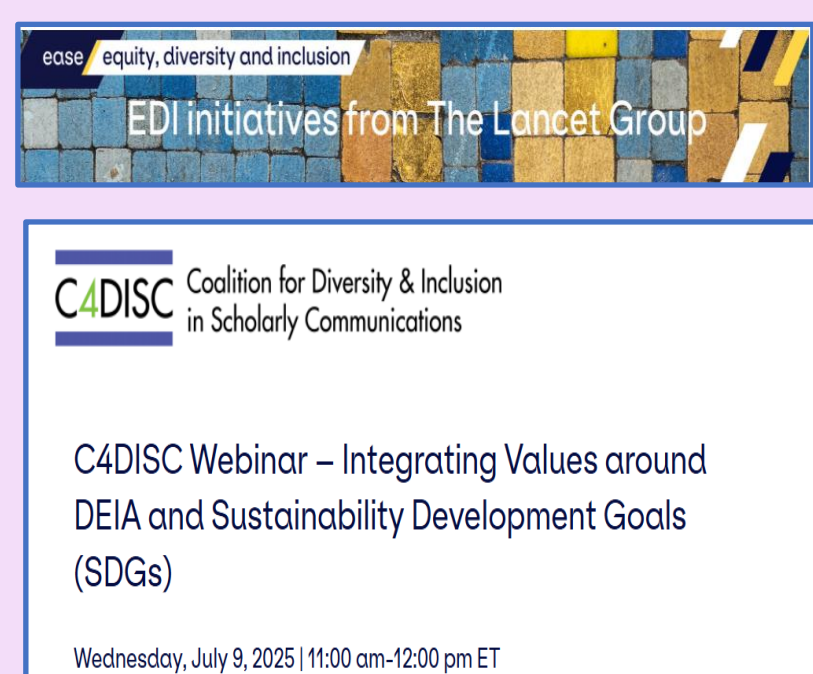 ease equity, diversity and inclusion
EDI initiatives from The Lancet Group
C4DISC Coalition for Diversity & Inclusion
in Scholarly Communications
C4DISC Webinar – Integrating Values around
DEIA and Sustainability Development Goals
(SDGs)
Wednesday, July 9, 2025 | 11:00 am-12:00 pm ET